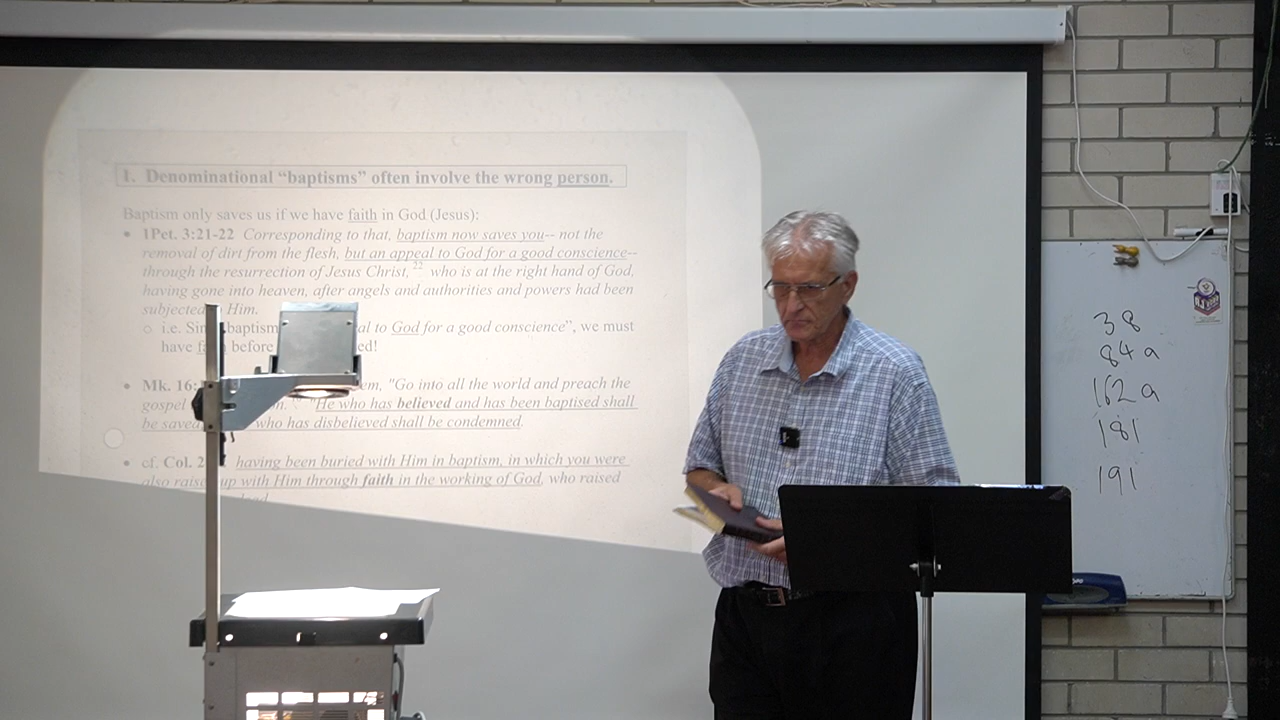 1. Denominational “baptisms” often involve the wrong person.
Baptism only saves us if we have faith in God (Jesus):
• 1Pet. 3:21-22 Corresponding to that, baptism now saves you-- not the
removal of dirt from the flesh, but an appeal to God for a good conscience--
through the resurrection of Jesus Christ, 22 who is at the right hand of God,
having gone into heaven, after angels and authorities and powers had been
subjected Him.
o i.e. baptism al to God for a good conscience”, we must
have before ed!
• Mk. 16: em, "Go into all the world and preach the
gospel on. "He who has believed and has been baptised shall
be saved who has disbelieved shall be condemned.
• cf. Col. 2 having been buried with Him in baptism, in which you were
also raised up with Him through faith in the working of God, who raised
38
84a
162a
181
191